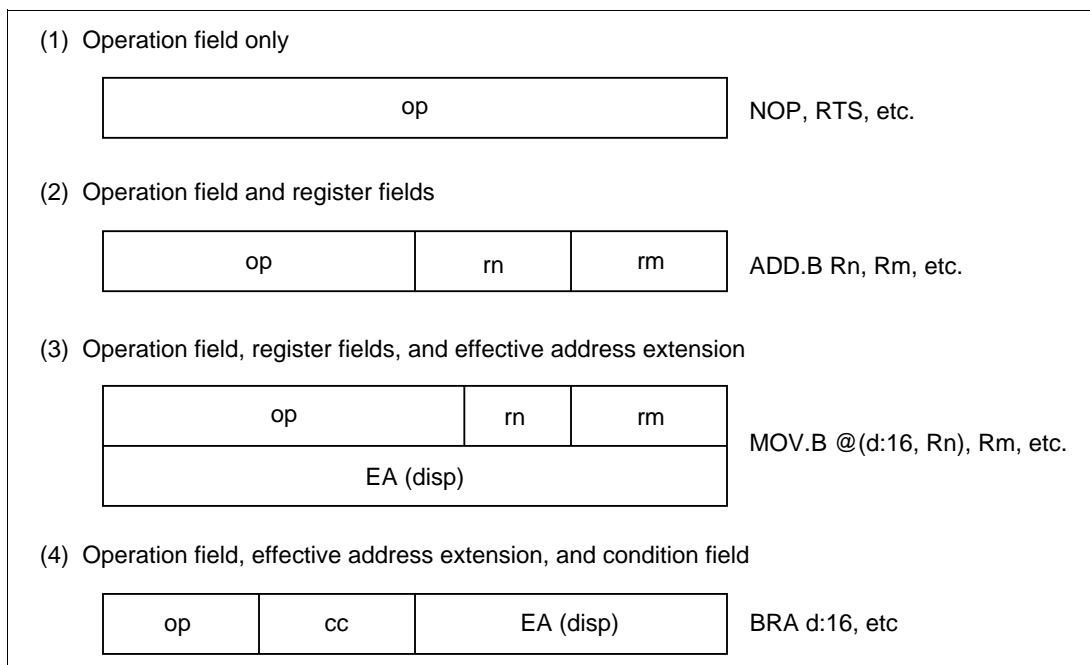 (1) Operation field only
op
NOP, RTS, etc.
(2) Operation field and register fields
op rn rm
ADD.B Rn, Rm, etc.
(3) Operation field, register fields, and effective address extension
op rn rm
EA (disp)
MOV.B @(d:16, Rn), Rm, etc.
(4) Operation field, effective address extension, and condition field
op cc EA (disp)
BRA d:16, etc